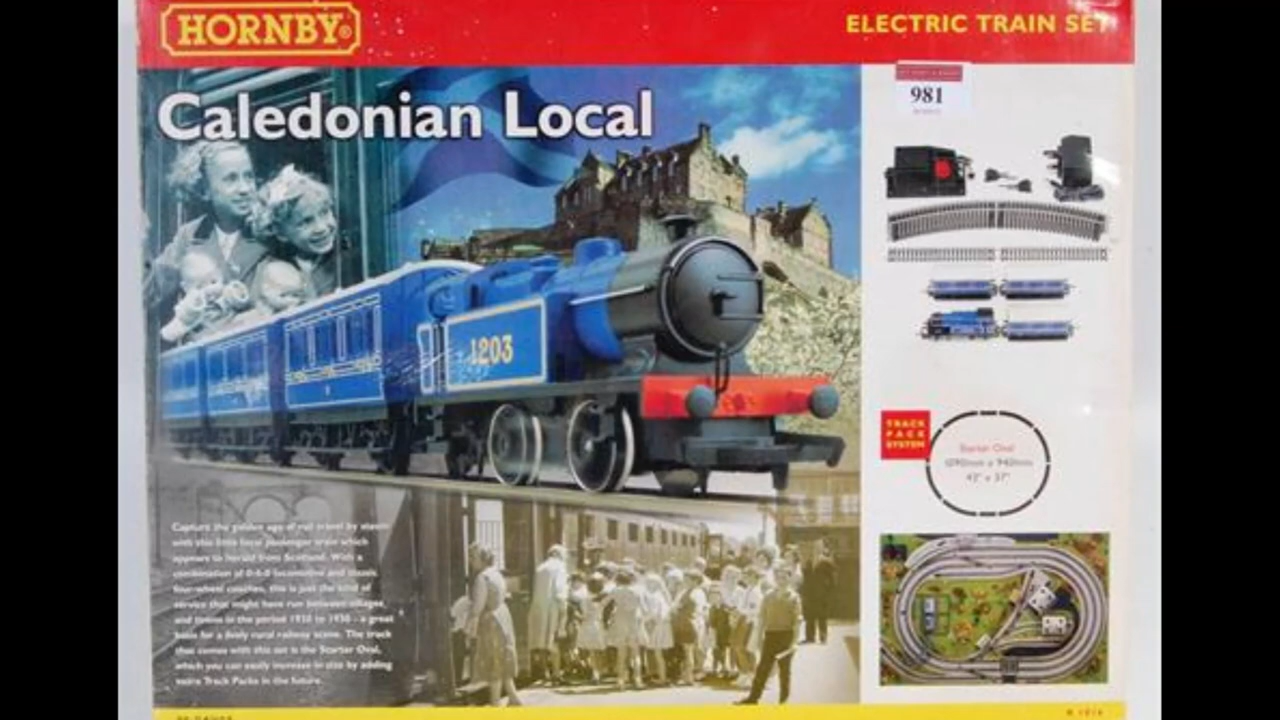 HORNBY®
ELECTRIC TRAIN SET
Caledonian Local
981
1203
TRACK
PACK
SYSTEM
Starter Oval
43" x 37"
Capture the golden age of rail travel by steam
with this little local passenger train which
appears to herald from Scotland. With a
combination of 0-4-0 locomotive and classic
four-wheel coaches, this is just the kind of
service that might have run between villages
and towns in the period 1930 to 1950 - a great
basis for a lively rural railway scene. The track
that comes with this set is the Starter Oval,
which you can easily increase in size by adding
extra Track Packs in the future.